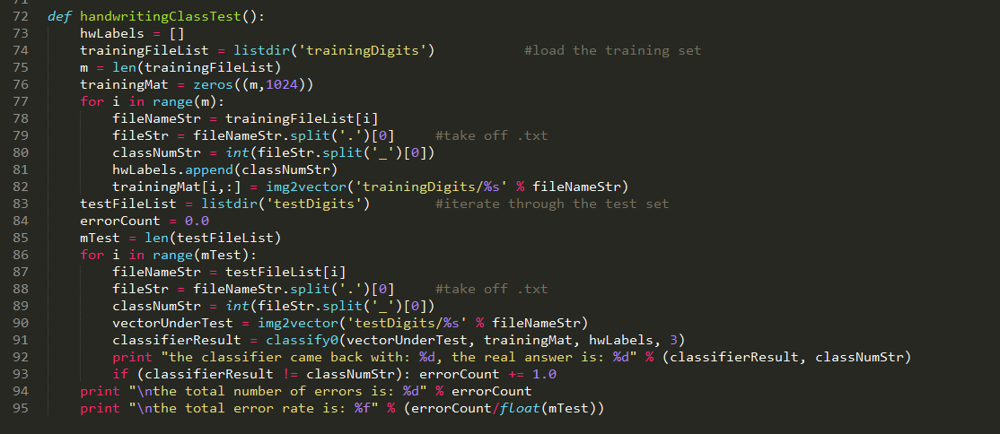 71
72 def handwritingClassTest():
73     hwLabels = []
74     trainingFileList = listdir('trainingDigits')           #load the training set
75     m = len(trainingFileList)
76     trainingMat = zeros((m,1024))
77     for i in range(m):
78         fileNameStr = trainingFileList[i]
79         fileStr = fileNameStr.split('.')[0]     #take off .txt
80         classNumStr = int(fileStr.split('_')[0])
81         hwLabels.append(classNumStr)
82         trainingMat[i,:] = img2vector('trainingDigits/%s' % fileNameStr)
83     testFileList = listdir('testDigits')        #iterate through the test set
84     errorCount = 0.0
85     mTest = len(testFileList)
86     for i in range(mTest):
87         fileNameStr = testFileList[i]
88         fileStr = fileNameStr.split('.')[0]     #take off .txt
89         classNumStr = int(fileStr.split('_')[0])
90         vectorUnderTest = img2vector('testDigits/%s' % fileNameStr)
91         classifierResult = classify0(vectorUnderTest, trainingMat, hwLabels, 3)
92         print "the classifier came back with: %d, the real answer is: %d" % (classifierResult, classNumStr)
93         if (classifierResult != classNumStr): errorCount += 1.0
94     print "\nthe total number of errors is: %d" % errorCount
95     print "\nthe total error rate is: %f" % (errorCount/float(mTest))